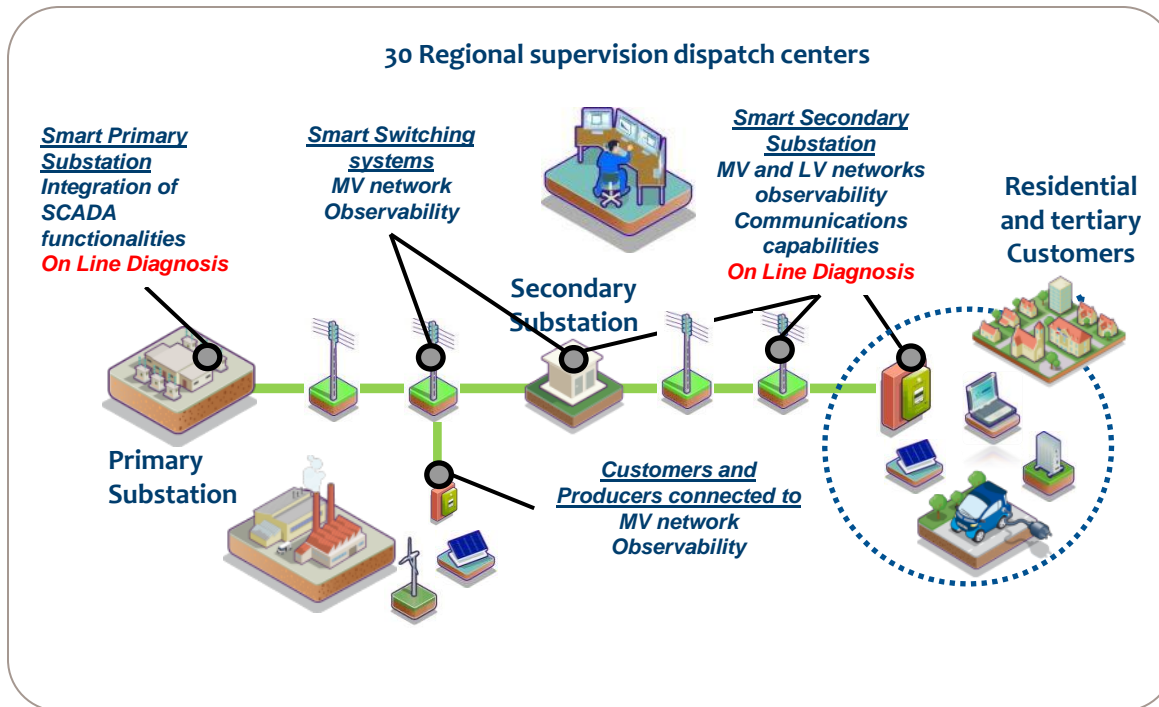 30 Regional supervision dispatch centers
Smart Primary
Substation
Integration of
SCADA
functionalities
On Line Diagnosis
Smart Switching
systems
MV network
Observability
Smart Secondary
Substation
MV and LV networks
observability
Communications
capabilities
On Line Diagnosis
Residential
and tertiary
Customers
Secondary
Substation
Primary
Substation
Customers and
Producers connected to
MV network
Observability